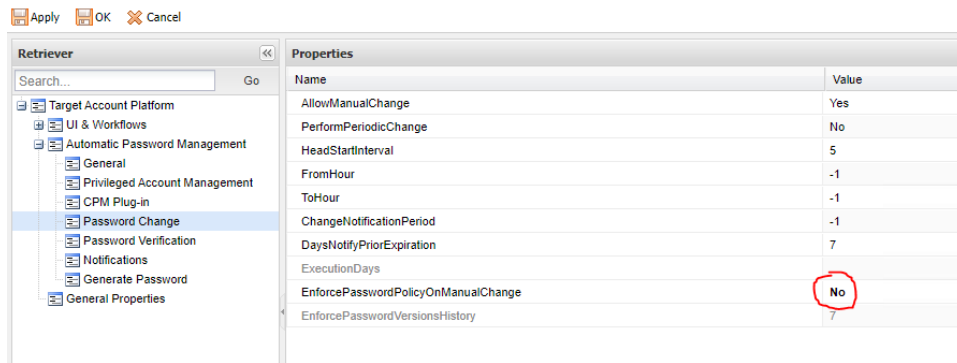 Apply OK Cancel
Retriever
Search... Go
Target Account Platform
UI & Workflows
Automatic Password Management
General
Privileged Account Management
CPM Plug-in
Password Change
Password Verification
Notifications
Generate Password
General Properties
Properties
Name Value
AllowManualChange Yes
PerformPeriodicChange No
HeadStartInterval 5
FromHour -1
ToHour -1
ChangeNotificationPeriod -1
DaysNotifyPriorExpiration 7
ExecutionDays
EnforcePasswordPolicyOnManualChange No
EnforcePasswordVersionsHistory 7